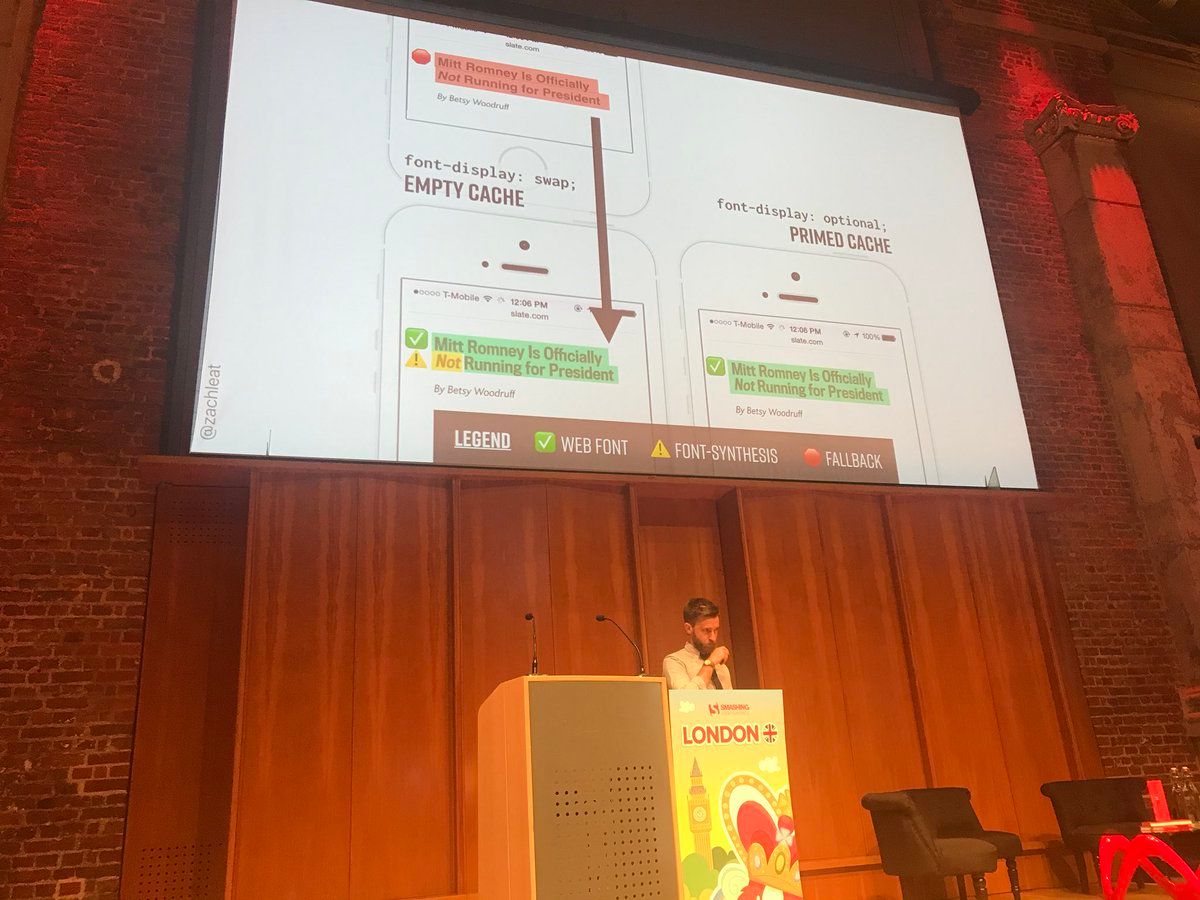 slate.com
🛑 Mitt Romney Is Officially
Not Running for President
By Betsy Woodruff
font-display: swap;
EMPTY CACHE
font-display: optional;
PRIMED CACHE
T-Mobile 12:06 PM
slate.com
✅ Mitt Romney Is Officially
⚠️ Not Running for President
By Betsy Woodruff
T-Mobile 12:06 PM 100%
slate.com
✅ Mitt Romney Is Officially
Not Running for President
By Betsy Woodruff
LEGEND ✅ WEB FONT ⚠️ FONT-SYNTHESIS 🛑 FALLBACK
@zachleat
SMASHING
LONDON